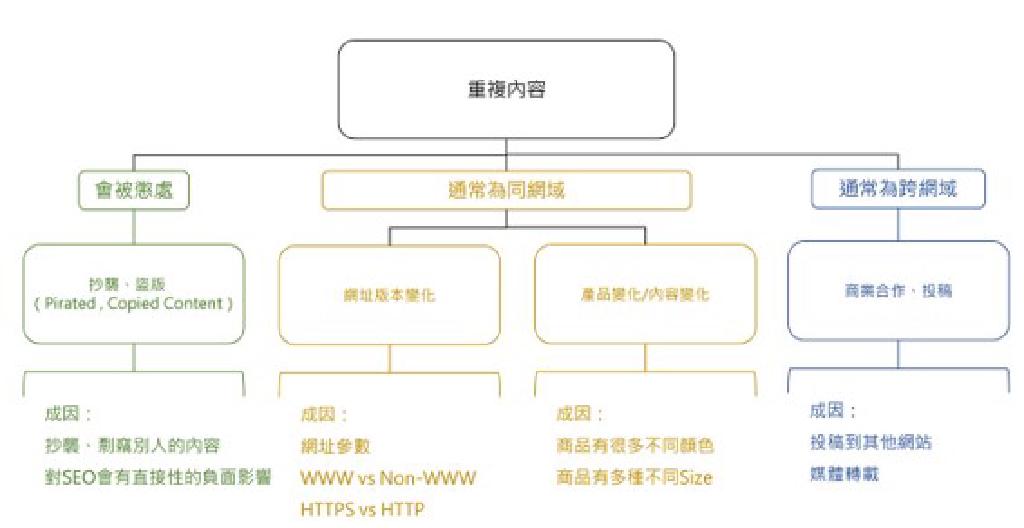 重複內容
會被懲處
通常為同網域
通常為跨網域
抄襲、盜版
( Pirated , Copied Content )
網址版本變化
產品變化/內容變化
商業合作、投稿
成因：
抄襲、剽竊別人的內容
對SEO會有直接性的負面影響
成因：
網址參數
WWW vs Non-WWW
HTTPS vs HTTP
成因：
商品有很多不同顏色
商品有多種不同Size
成因：
投稿到其他網站
媒體轉載